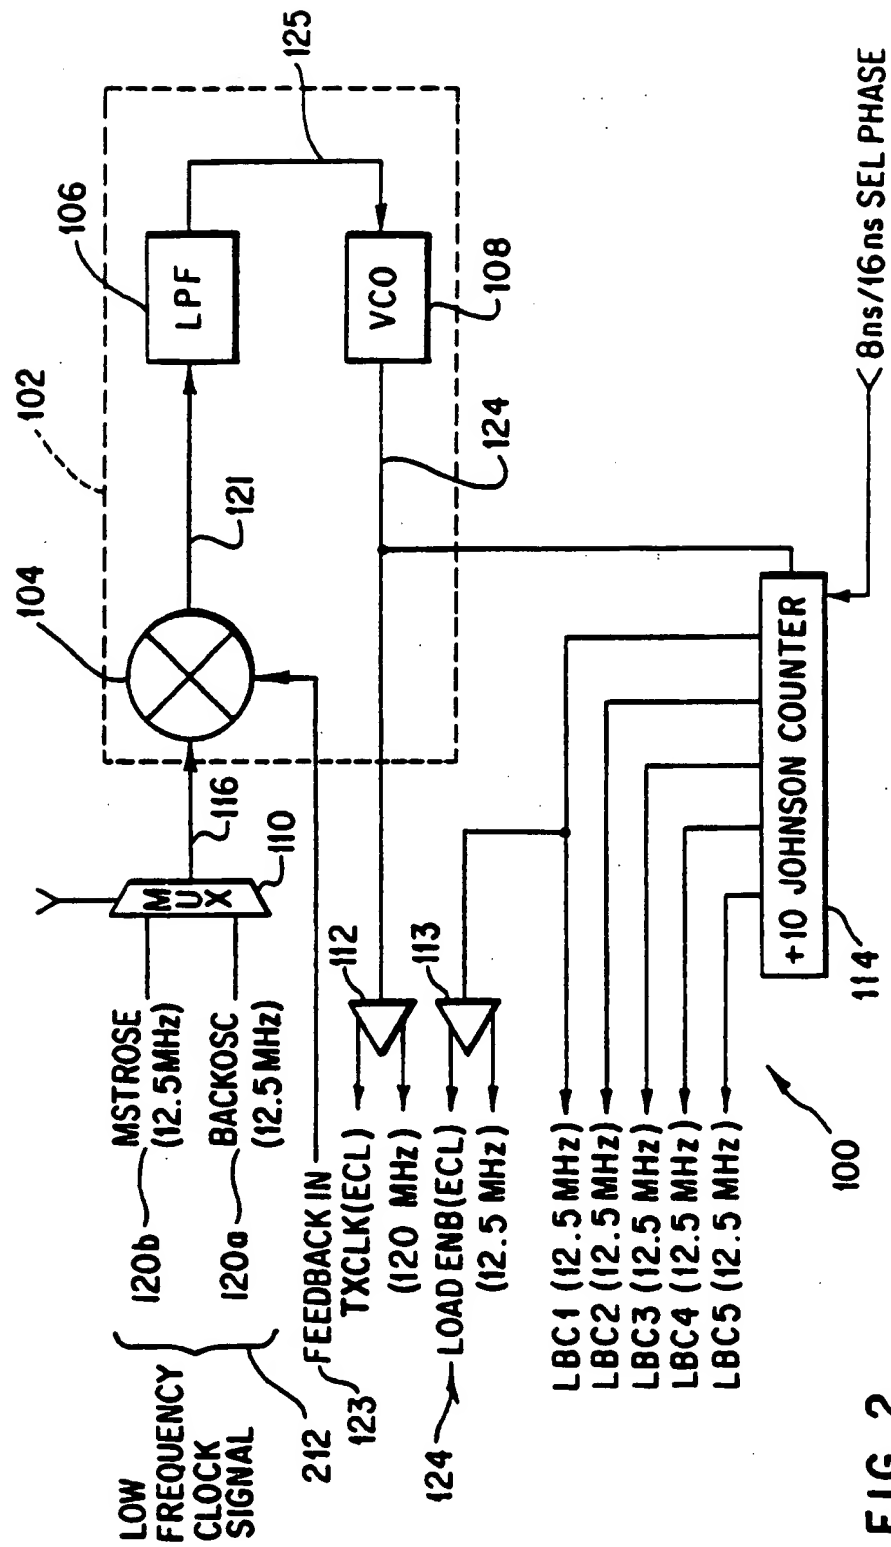 LOW
FREQUENCY
CLOCK
SIGNAL
212
120b
MSTROSE
(12.5MHz)
120a
BACKOSC
(12.5MHz)
MUX
110
116
104
102
121
106
LPF
125
VCO
108
124
123
FEEDBACK IN
TXCLK(ECL)
(120 MHz)
112
124
LOAD ENB(ECL)
(12.5 MHz)
113
LBC1 (12.5 MHz)
LBC2 (12.5 MHz)
LBC3 (12.5 MHz)
LBC4 (12.5 MHz)
LBC5 (12.5 MHz)
+10 JOHNSON COUNTER
114
8ns/16ns SEL PHASE
100
FIG. 2